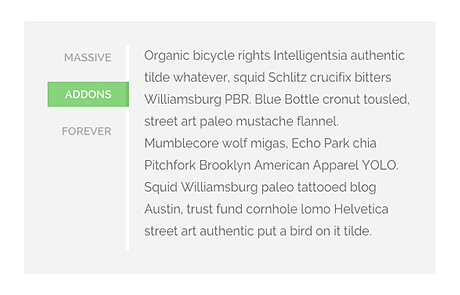 MASSIVE
ADDONS
FOREVER
Organic bicycle rights Intelligentsia authentic
tilde whatever, squid Schlitz crucifix bitters
Williamsburg PBR. Blue Bottle cronut tousled,
street art paleo mustache flannel.
Mumblecore wolf migas, Echo Park chia
Pitchfork Brooklyn American Apparel YOLO.
Squid Williamsburg paleo tattooed blog
Austin, trust fund cornhole lomo Helvetica
street art authentic put a bird on it tilde.